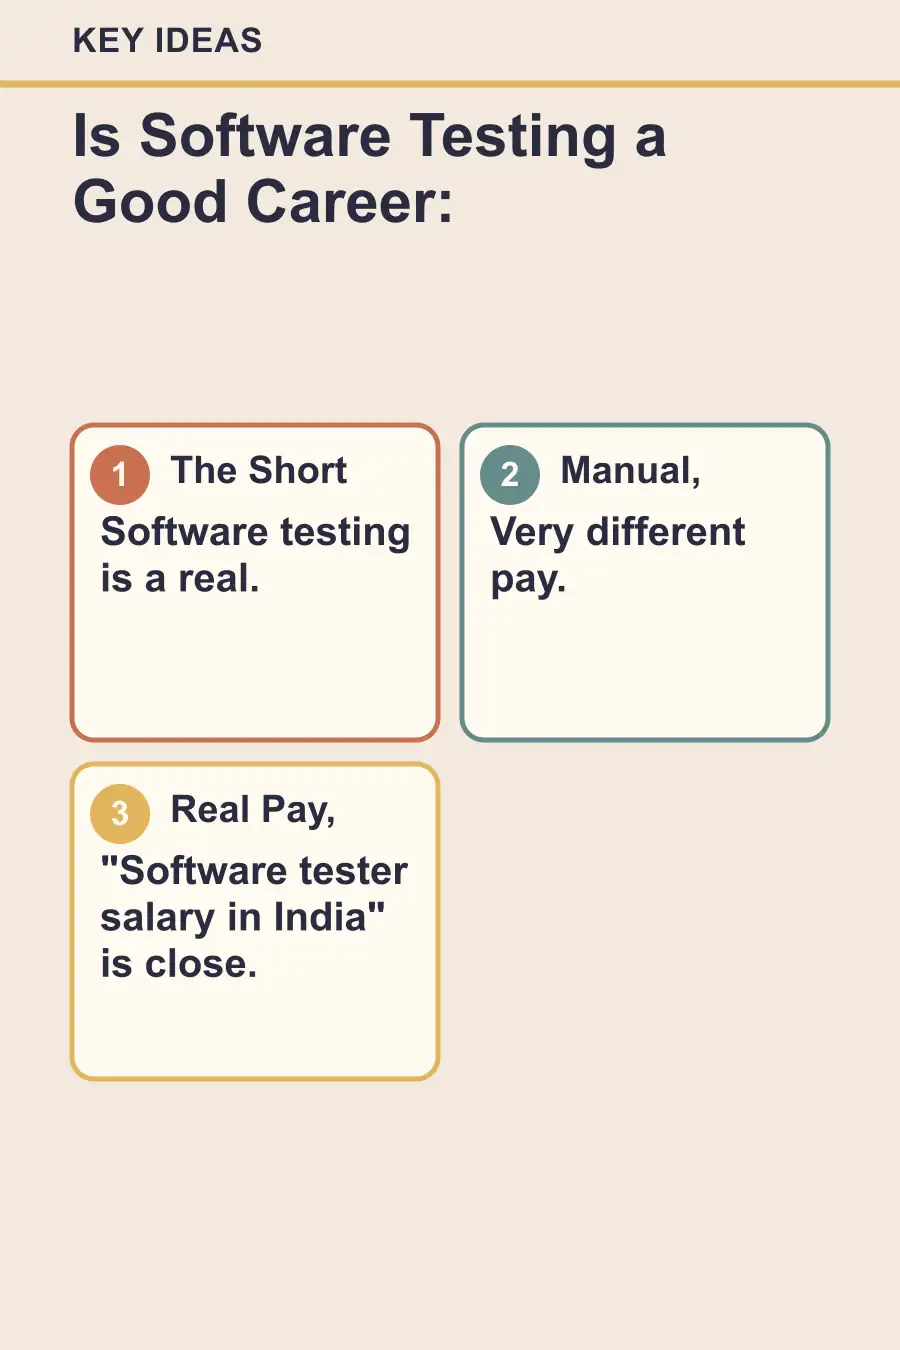 KEY IDEAS
Is Software Testing a
Good Career:
1 The Short
Software testing
is a real.
2 Manual,
Very different
pay.
3 Real Pay,
"Software tester
salary in India"
is close.